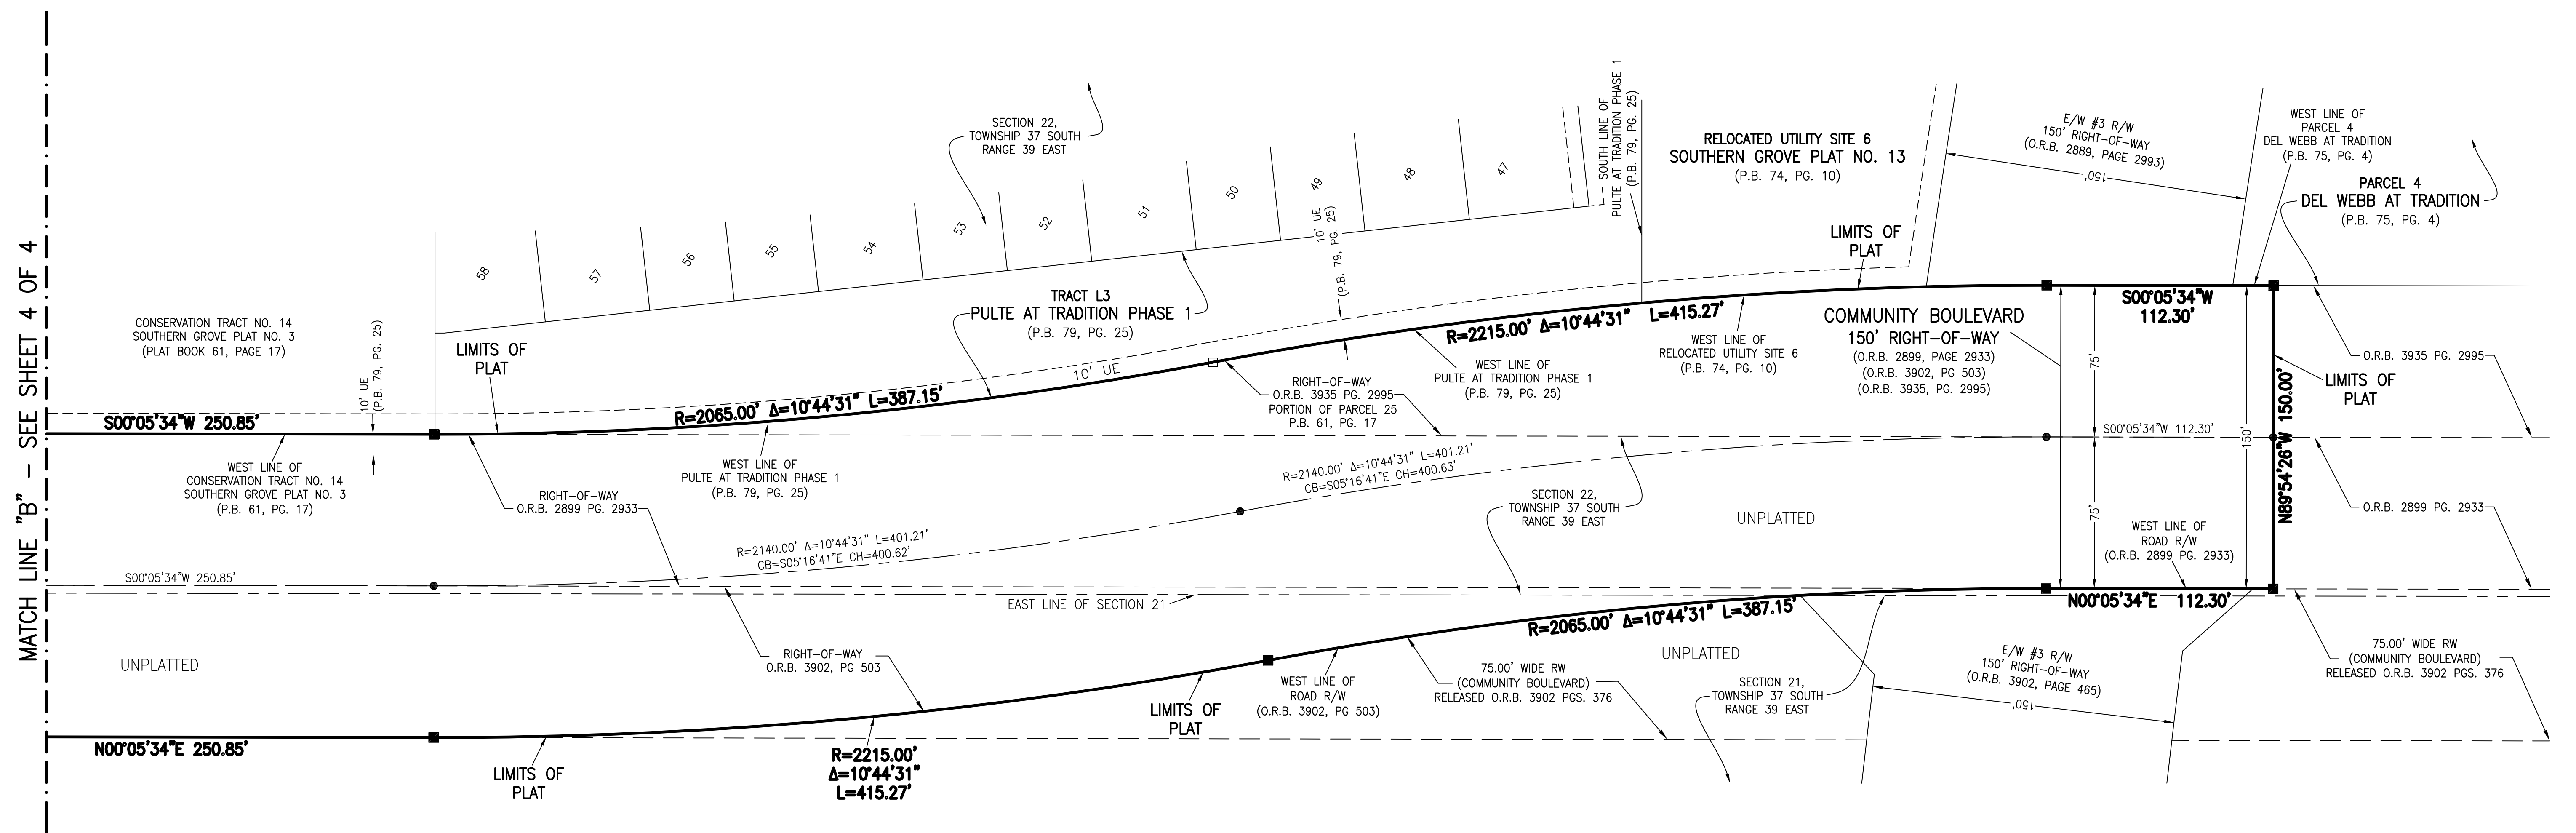 MATCH LINE "B" - SEE SHEET 4 OF 4
CONSERVATION TRACT NO. 14
SOUTHERN GROVE PLAT NO. 3
(PLAT BOOK 61, PAGE 17)
10' UE
(P.B. 79, PG. 25)
S00°05'34"W 250.85'
WEST LINE OF
CONSERVATION TRACT NO. 14
SOUTHERN GROVE PLAT NO. 3
(P.B. 61, PG. 17)
S00°05'34"W 250.85'
UNPLATTED
N00°05'34"E 250.85'
LIMITS OF
PLAT
58
57
56
55
54
53
52
51
50
49
48
47
SECTION 22,
TOWNSHIP 37 SOUTH
RANGE 39 EAST
TRACT L3
PULTE AT TRADITION PHASE 1
(P.B. 79, PG. 25)
R=2065.00' Δ=10°44'31" L=387.15'
10' UE
10' UE
(P.B. 79, PG. 25)
WEST LINE OF
PULTE AT TRADITION PHASE 1
(P.B. 79, PG. 25)
RIGHT-OF-WAY
O.R.B. 2899 PG. 2933
R=2140.00' Δ=10°44'31" L=401.21'
CB=S05°16'41"E CH=400.62'
RIGHT-OF-WAY
O.R.B. 3902, PG 503
LIMITS OF
PLAT
R=2215.00'
Δ=10°44'31"
L=415.27'
EAST LINE OF SECTION 21
RIGHT-OF-WAY
O.R.B. 3935 PG. 2995
PORTION OF PARCEL 25
P.B. 61, PG. 17
R=2140.00' Δ=10°44'31" L=401.21'
CB=S05°16'41"E CH=400.63'
R=2215.00' Δ=10°44'31" L=415.27'
WEST LINE OF
PULTE AT TRADITION PHASE 1
(P.B. 79, PG. 25)
SOUTH LINE OF
PULTE AT TRADITION PHASE 1
(P.B. 79, PG. 25)
RELOCATED UTILITY SITE 6
SOUTHERN GROVE PLAT NO. 13
(P.B. 74, PG. 10)
LIMITS OF
PLAT
WEST LINE OF
RELOCATED UTILITY SITE 6
(P.B. 74, PG. 10)
COMMUNITY BOULEVARD
150' RIGHT-OF-WAY
(O.R.B. 2899, PAGE 2933)
(O.R.B. 3902, PG 503)
(O.R.B. 3935, PG. 2995)
SECTION 22,
TOWNSHIP 37 SOUTH
RANGE 39 EAST
UNPLATTED
R=2065.00' Δ=10°44'31" L=387.15'
LIMITS OF
PLAT
WEST LINE OF
ROAD R/W
(O.R.B. 3902, PG 503)
75.00' WIDE RW
(COMMUNITY BOULEVARD)
RELEASED O.R.B. 3902 PGS. 376
UNPLATTED
SECTION 21,
TOWNSHIP 37 SOUTH
RANGE 39 EAST
E/W #3 R/W
150' RIGHT-OF-WAY
(O.R.B. 2889, PAGE 2993)
150'
WEST LINE OF
PARCEL 4
DEL WEBB AT TRADITION
(P.B. 75, PG. 4)
PARCEL 4
DEL WEBB AT TRADITION
(P.B. 75, PG. 4)
S00°05'34"W
112.30'
75'
S00°05'34"W 112.30'
150'
75'
WEST LINE OF
ROAD R/W
(O.R.B. 2899 PG. 2933)
N00°05'34"E 112.30'
N89°54'26"W 150.00'
LIMITS OF
PLAT
O.R.B. 3935 PG. 2995
O.R.B. 2899 PG. 2933
E/W #3 R/W
150' RIGHT-OF-WAY
(O.R.B. 3902, PAGE 465)
150'
75.00' WIDE RW
(COMMUNITY BOULEVARD)
RELEASED O.R.B. 3902 PGS. 376